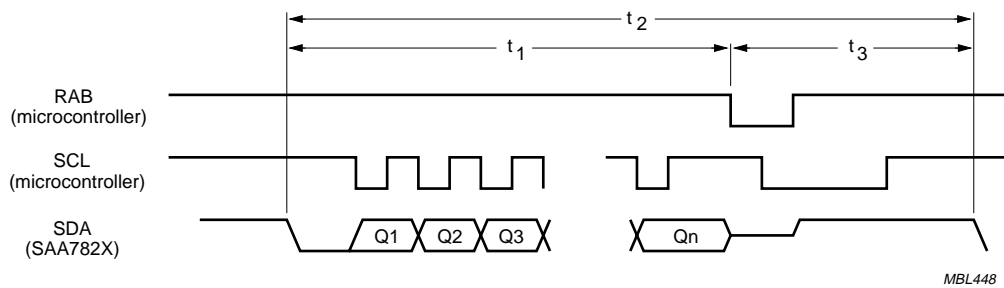 t2
t1
t3
RAB
(microcontroller)
SCL
(microcontroller)
SDA
(SAA782X)
Q1 Q2 Q3 Qn
MBL448